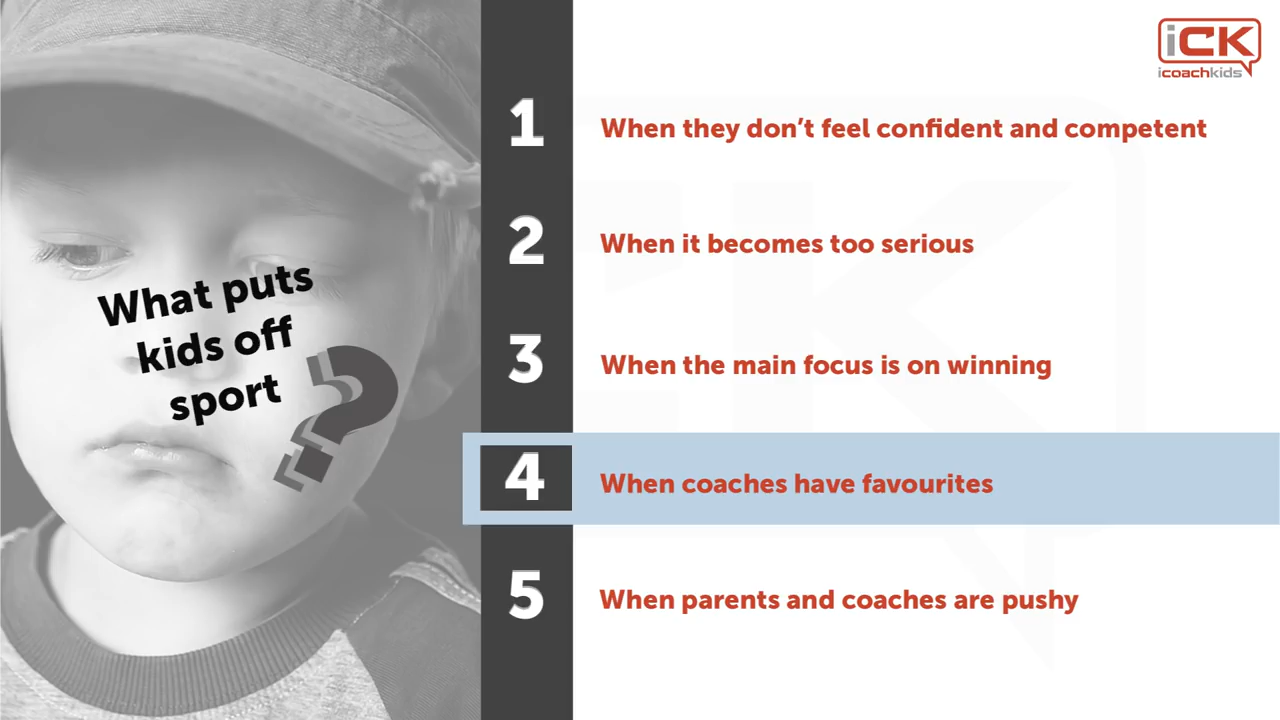 iCK
icoachkids
What puts
kids off
sport
?
1
When they don't feel confident and competent
2
When it becomes too serious
3
When the main focus is on winning
4
When coaches have favourites
5
When parents and coaches are pushy